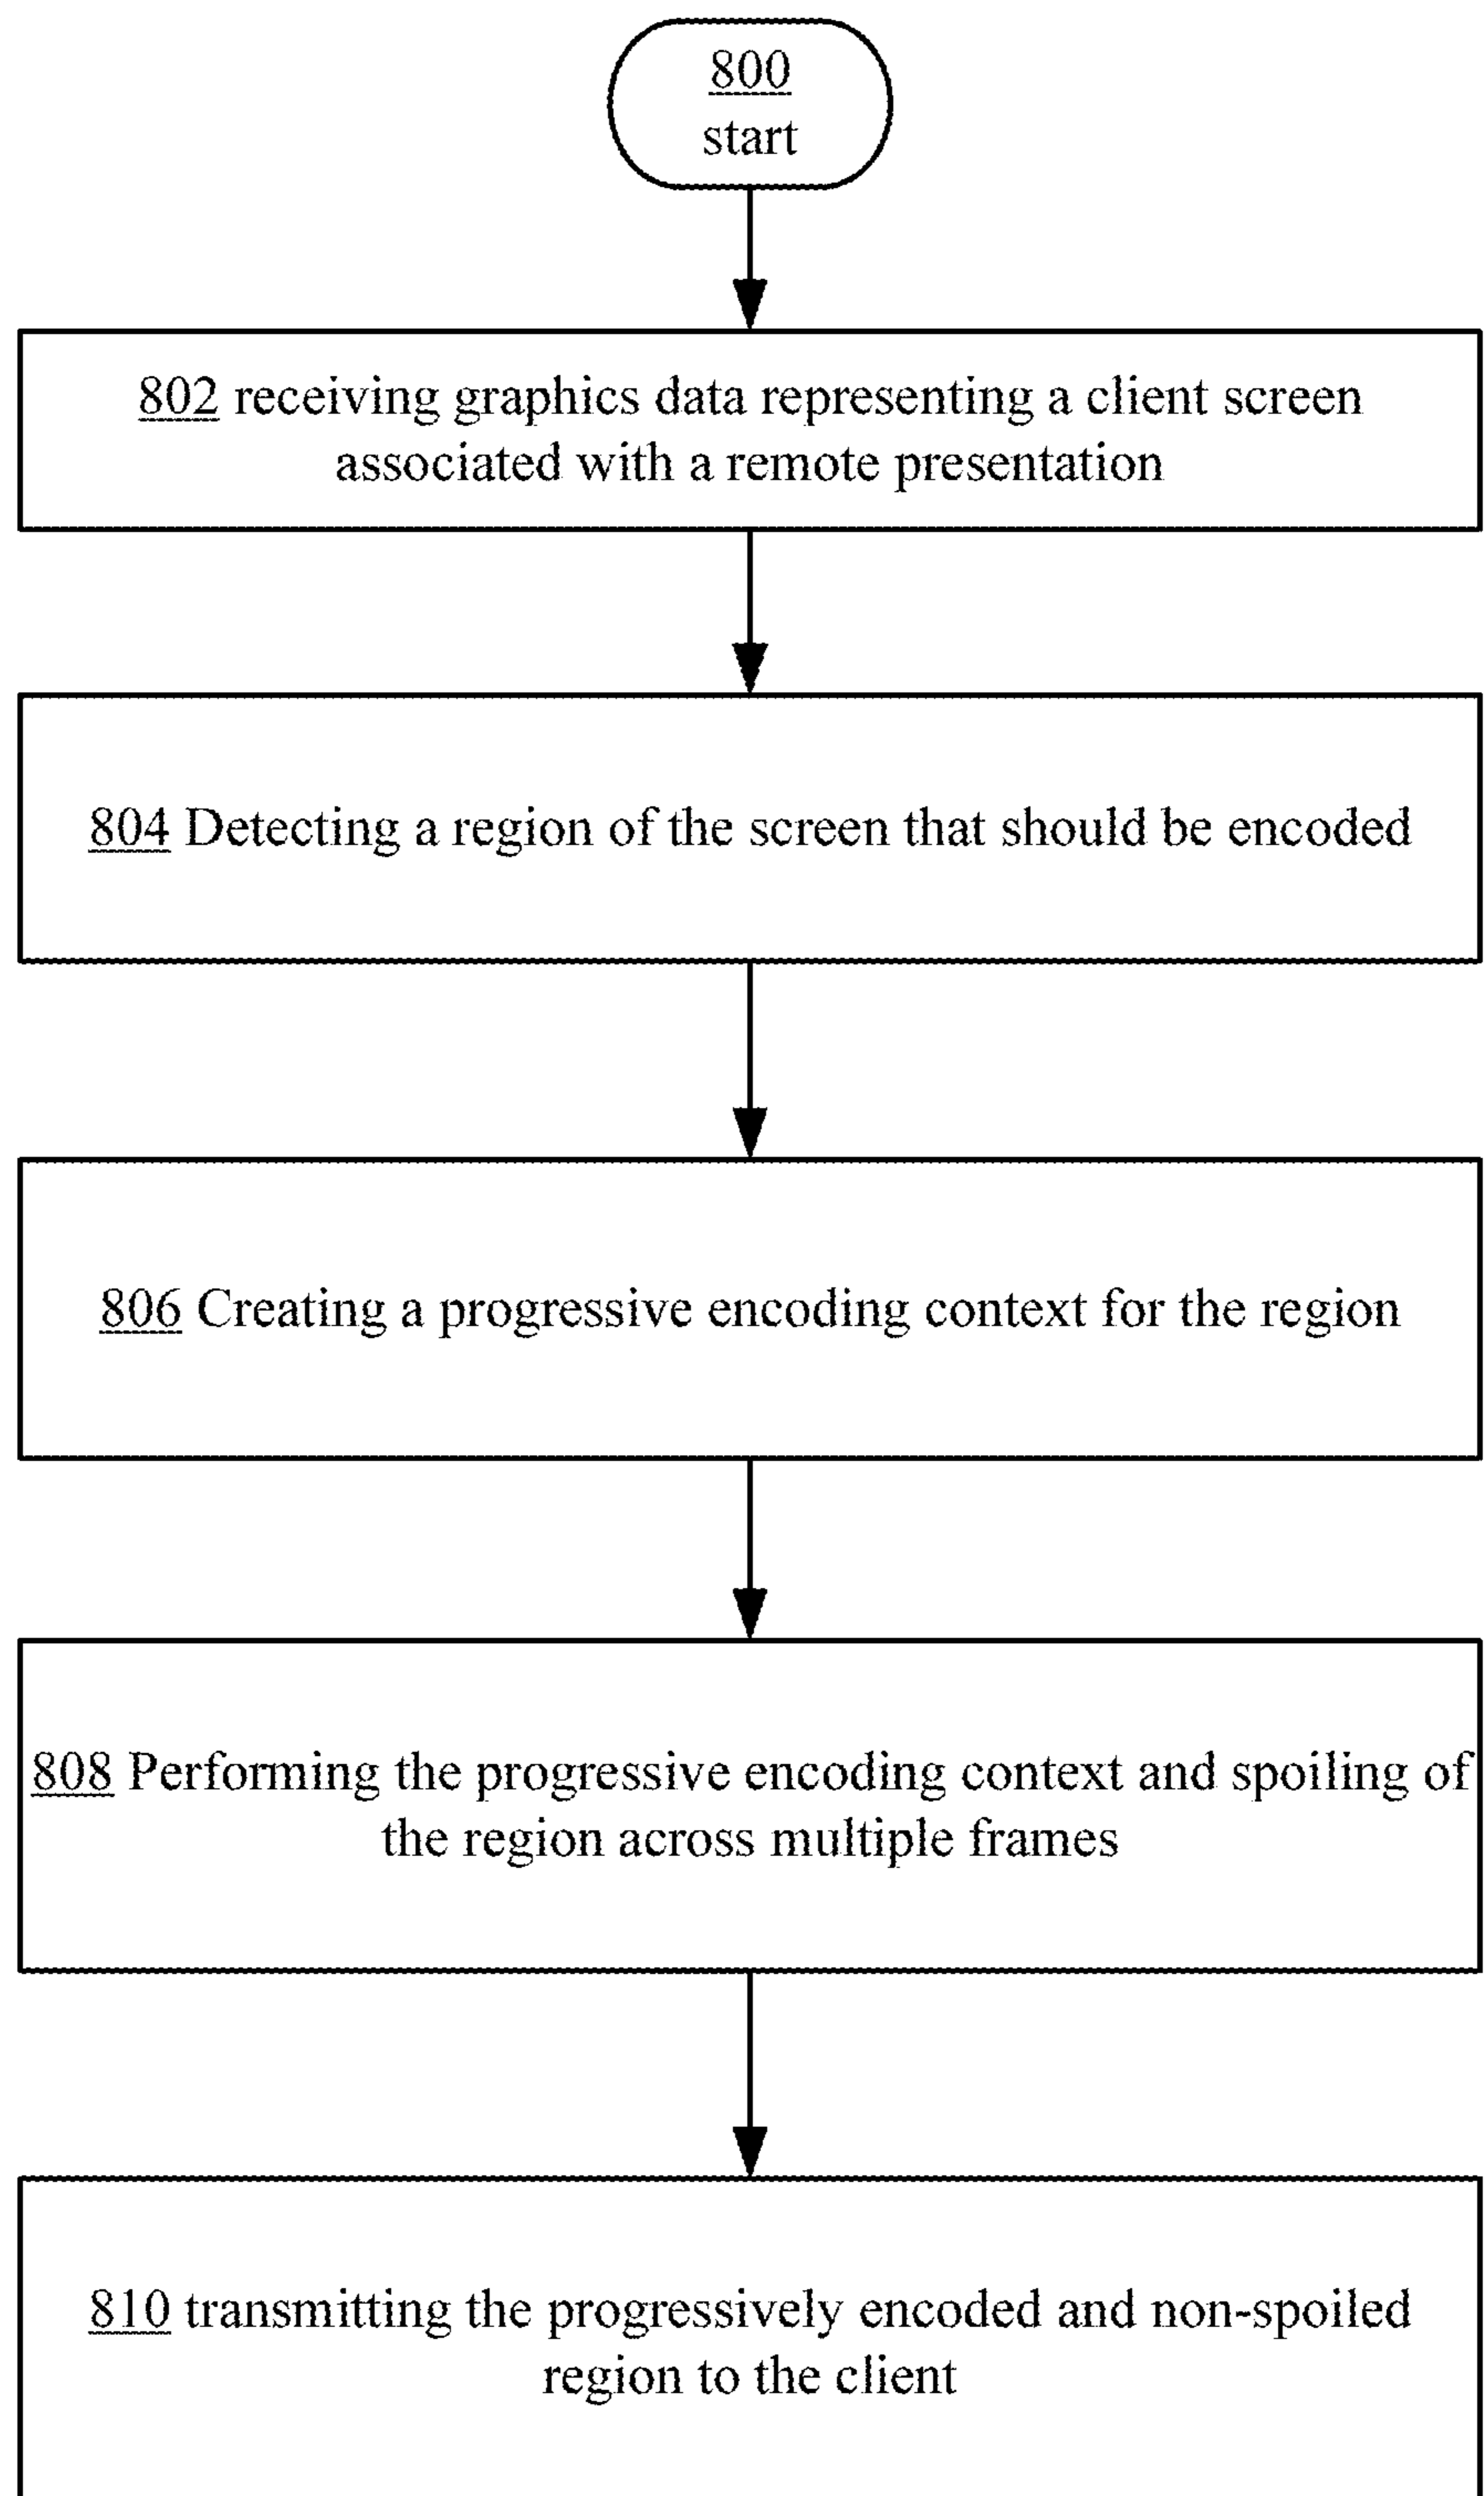 800
start
802 receiving graphics data representing a client screen
associated with a remote presentation
804 Detecting a region of the screen that should be encoded
806 Creating a progressive encoding context for the region
808 Performing the progressive encoding context and spoiling of
the region across multiple frames
810 transmitting the progressively encoded and non-spoiled
region to the client